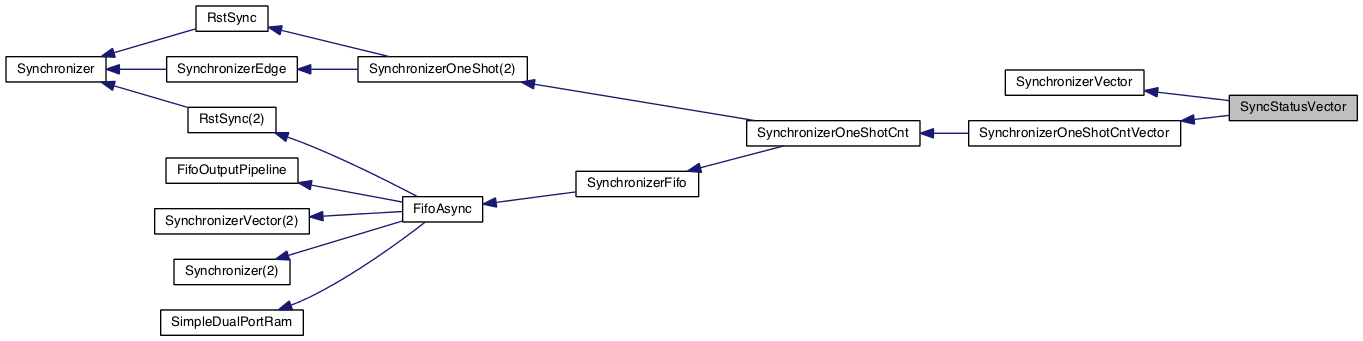 RstSync
Synchronizer
SynchronizerEdge
SynchronizerOneShot(2)
SynchronizerVector
SyncStatusVector
RstSync(2)
SynchronizerOneShotCnt
SynchronizerOneShotCntVector
FifoOutputPipeline
SynchronizerFifo
FifoAsync
SynchronizerVector(2)
Synchronizer(2)
SimpleDualPortRam